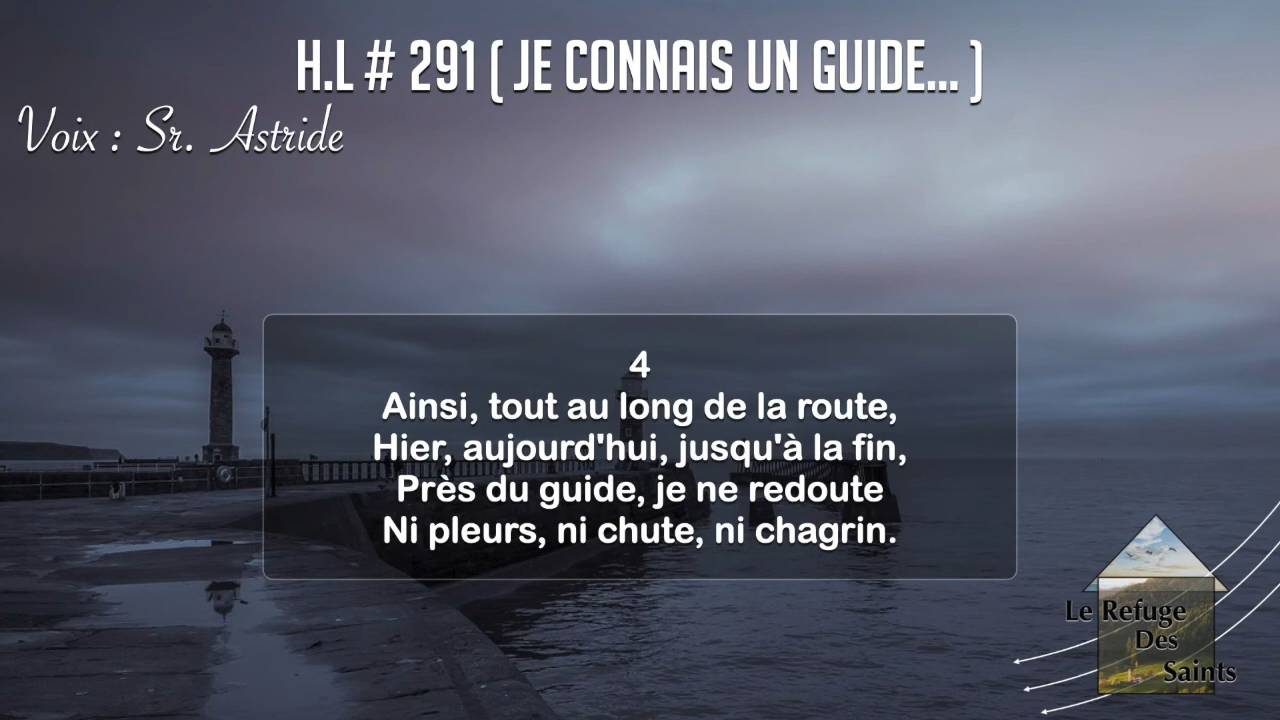 H.L # 291 ( JE CONNAIS UN GUIDE... )
Voix : Sr. Astride
4
Ainsi, tout au long de la route,
Hier, aujourd'hui, jusqu'à la fin,
Près du guide, je ne redoute
Ni pleurs, ni chute, ni chagrin.
Le Refuge
Des
Saints